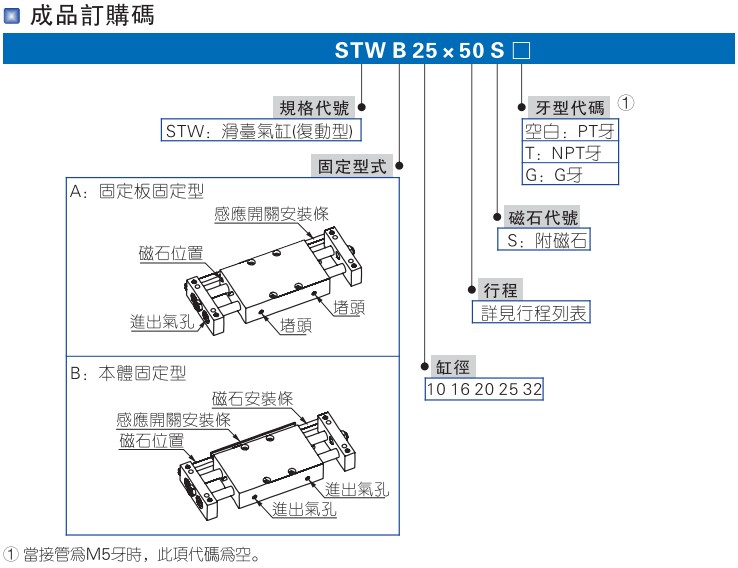 成品訂購碼
STW B 25 × 50 S □
規格代號
STW：滑臺氣缸(復動型)
固定型式
A：固定板固定型
感應開關安裝條
磁石位置
進出氣孔
堵頭
堵頭
B：本體固定型
磁石安裝條
感應開關安裝條
磁石位置
進出氣孔
進出氣孔
牙型代碼 ①
空白：PT牙
T：NPT牙
G：G牙
磁石代號
S：附磁石
行程
詳見行程列表
缸徑
10 16 20 25 32
① 當接管爲M5牙時，此項代碼爲空。